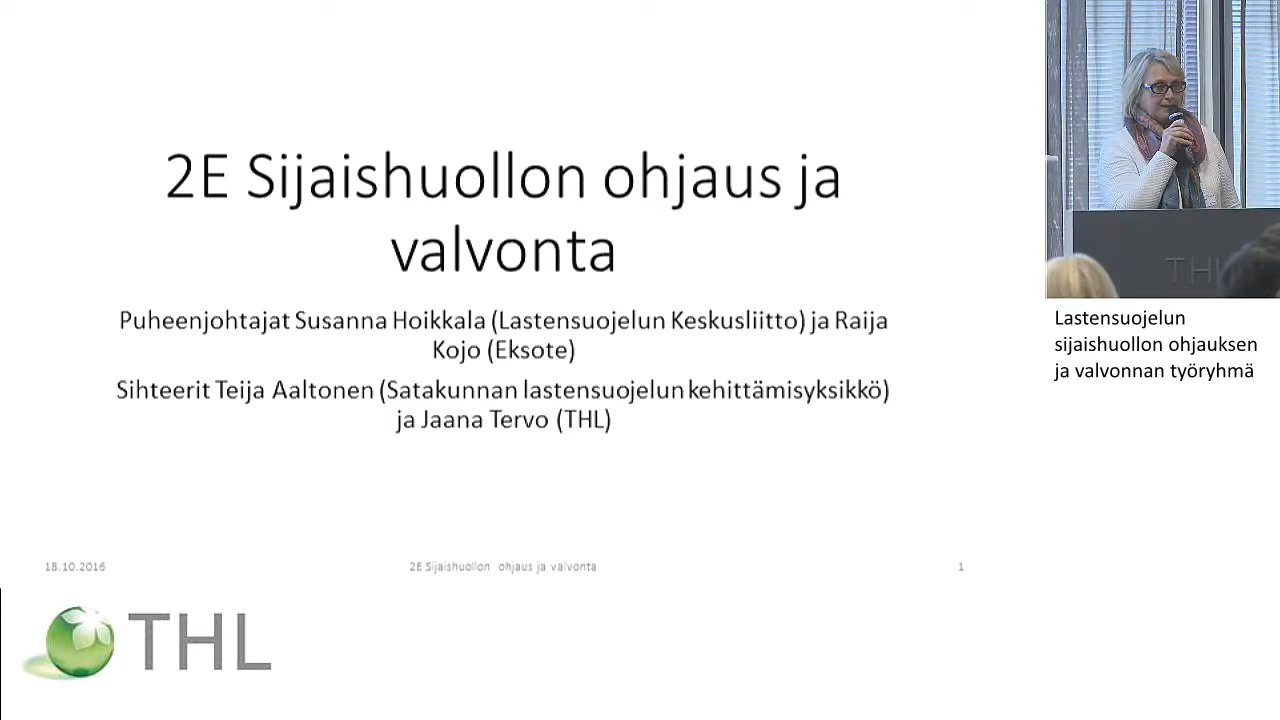 2E Sijaishuollon ohjaus ja
valvonta
Puheenjohtajat Susanna Hoikkala (Lastensuojelun Keskusliitto) ja Raija
Kojo (Eksote)
Sihteerit Teija Aaltonen (Satakunnan lastensuojelun kehittämisyksikkö)
ja Jaana Tervo (THL)
18.10.2016
2E Sijaishuollon ohjaus ja valvonta
1
THL
THL
Lastensuojelun
sijaishuollon ohjauksen
ja valvonnan työryhmä